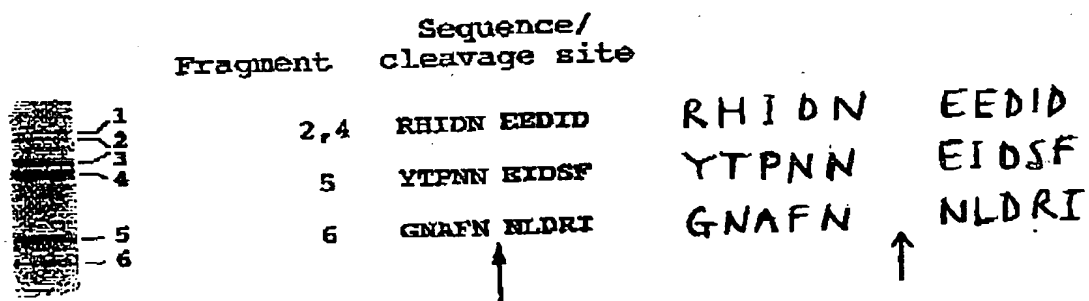 Sequence/
Fragment cleavage site
1
2
3
4
5
6
2,4 RHIDN EEDID RHIDN EEDID
5 YTPNN EIDSF YTPNN EIDSF
6 GNAFN NLDRI GNAFN NLDRI